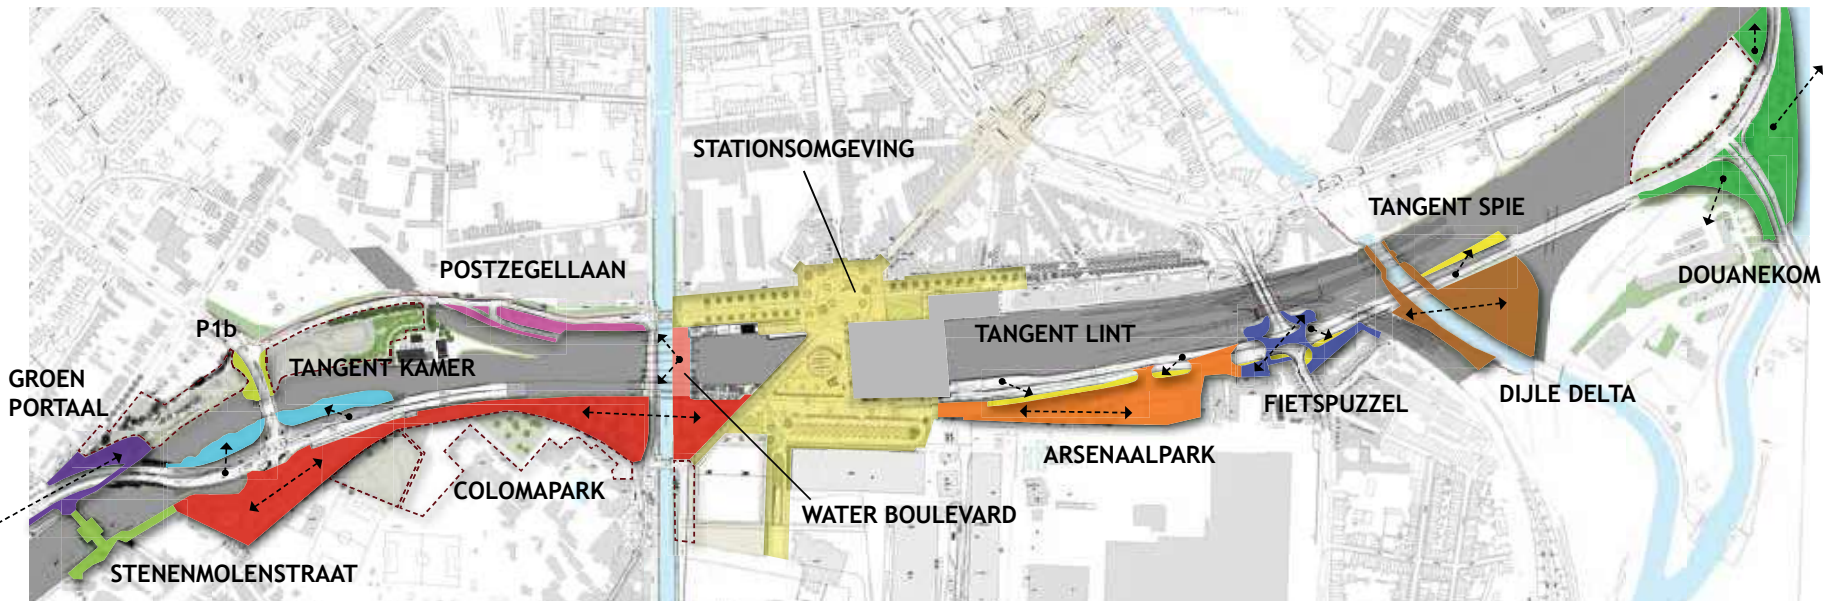 STATIONSOMGEVING
TANGENT SPIE
POSTZEGELLAAN
DOUANEKOM
P1b
TANGENT LINT
TANGENT KAMER
GROEN
PORTAAL
DIJLE DELTA
FIETSPUZZEL
ARSENAALPARK
COLOMAPARK
WATER BOULEVARD
STENENMOLENSTRAAT